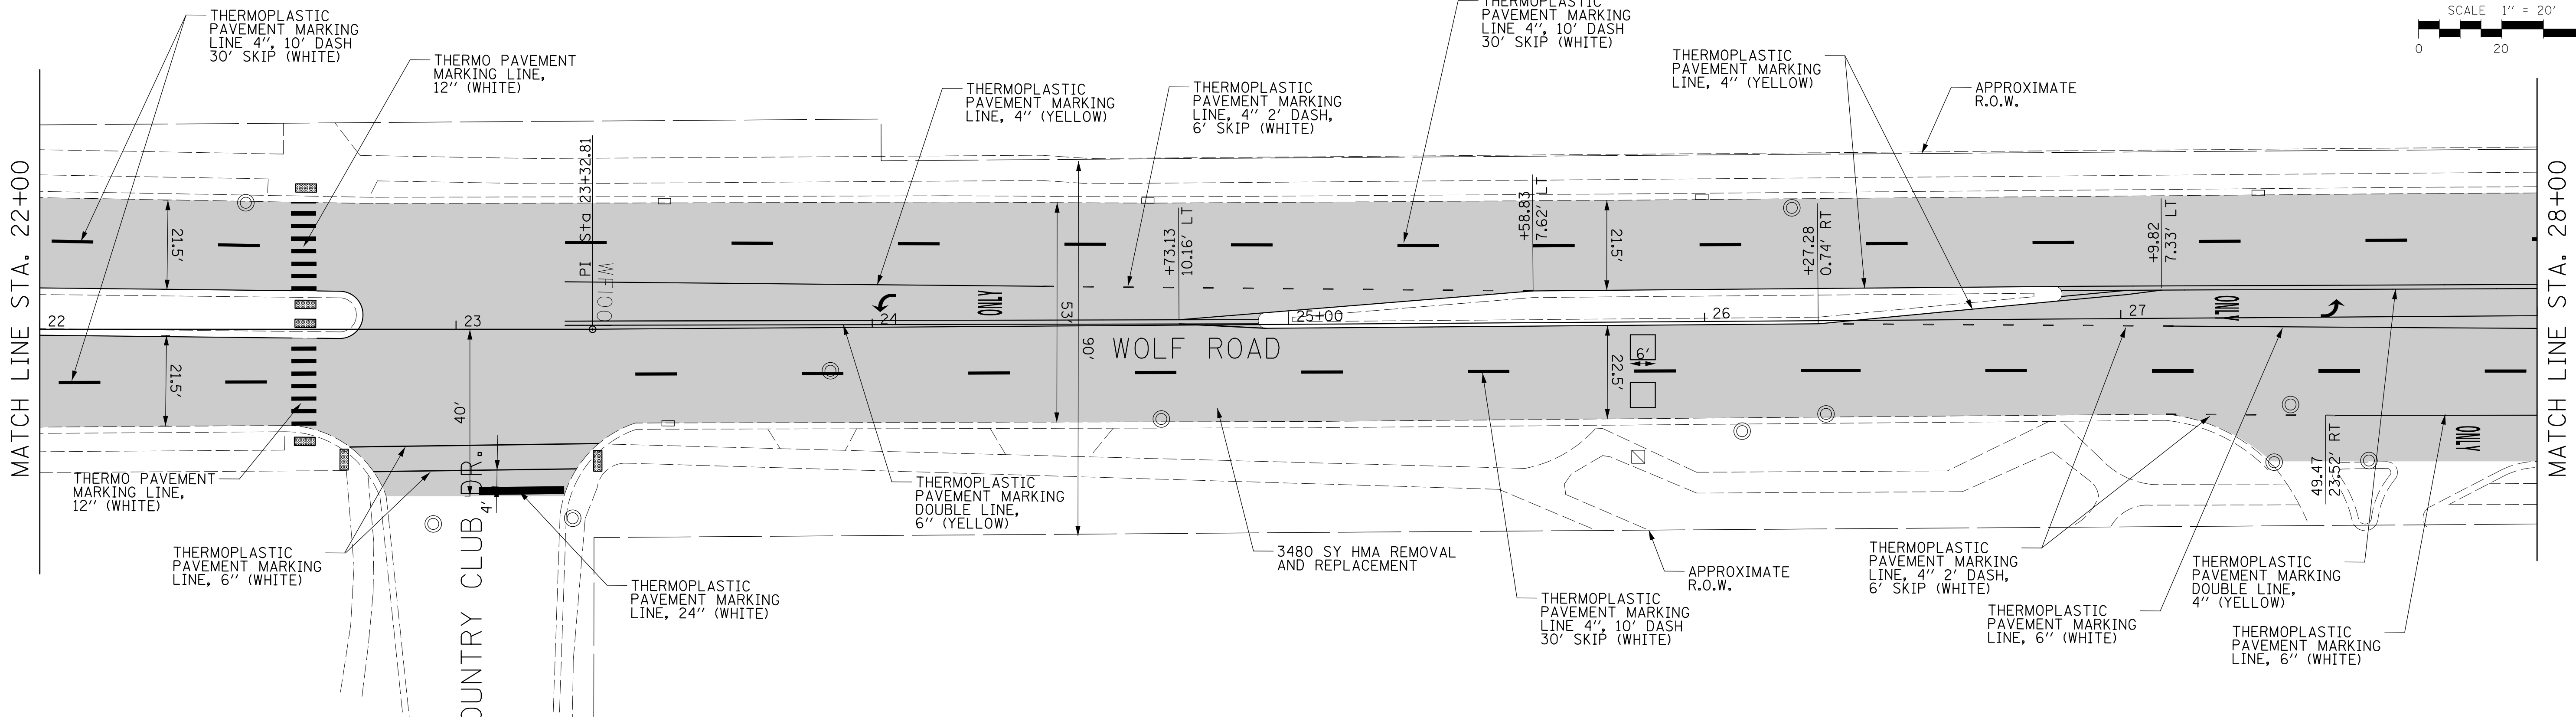 THERMOPLASTIC
PAVEMENT MARKING
LINE 4", 10' DASH
30' SKIP (WHITE)
THERMO PAVEMENT
MARKING LINE,
12" (WHITE)
THERMOPLASTIC
PAVEMENT MARKING
LINE, 4" (YELLOW)
THERMOPLASTIC
PAVEMENT MARKING
LINE, 4" 2' DASH,
6' SKIP (WHITE)
THERMOPLASTIC
PAVEMENT MARKING
LINE 4", 10' DASH
30' SKIP (WHITE)
THERMOPLASTIC
PAVEMENT MARKING
LINE, 4" (YELLOW)
APPROXIMATE
R.O.W.
SCALE 1" = 20'
0 20
MATCH LINE STA. 22+00
21.5'
PI Sta 23+32.81
+73.13
10.16' LT
+58.83
7.62' LT
21.5'
+27.28
0.74' RT
+9.82
7.33' LT
MATCH LINE STA. 28+00
ONLY
ONLY
22
23
24
25+00
26
27
53'
90'
WOLF ROAD
6'
22.5'
21.5'
40'
4'
COUNTRY CLUB DR.
49.47
23.52' RT
ONLY
THERMO PAVEMENT
MARKING LINE,
12" (WHITE)
THERMOPLASTIC
PAVEMENT MARKING
LINE, 6" (WHITE)
THERMOPLASTIC
PAVEMENT MARKING
LINE, 24" (WHITE)
THERMOPLASTIC
PAVEMENT MARKING
DOUBLE LINE,
6" (YELLOW)
3480 SY HMA REMOVAL
AND REPLACEMENT
THERMOPLASTIC
PAVEMENT MARKING
LINE 4", 10' DASH
30' SKIP (WHITE)
APPROXIMATE
R.O.W.
THERMOPLASTIC
PAVEMENT MARKING
LINE, 4" 2' DASH,
6' SKIP (WHITE)
THERMOPLASTIC
PAVEMENT MARKING
LINE, 6" (WHITE)
THERMOPLASTIC
PAVEMENT MARKING
DOUBLE LINE,
4" (YELLOW)
THERMOPLASTIC
PAVEMENT MARKING
LINE, 6" (WHITE)